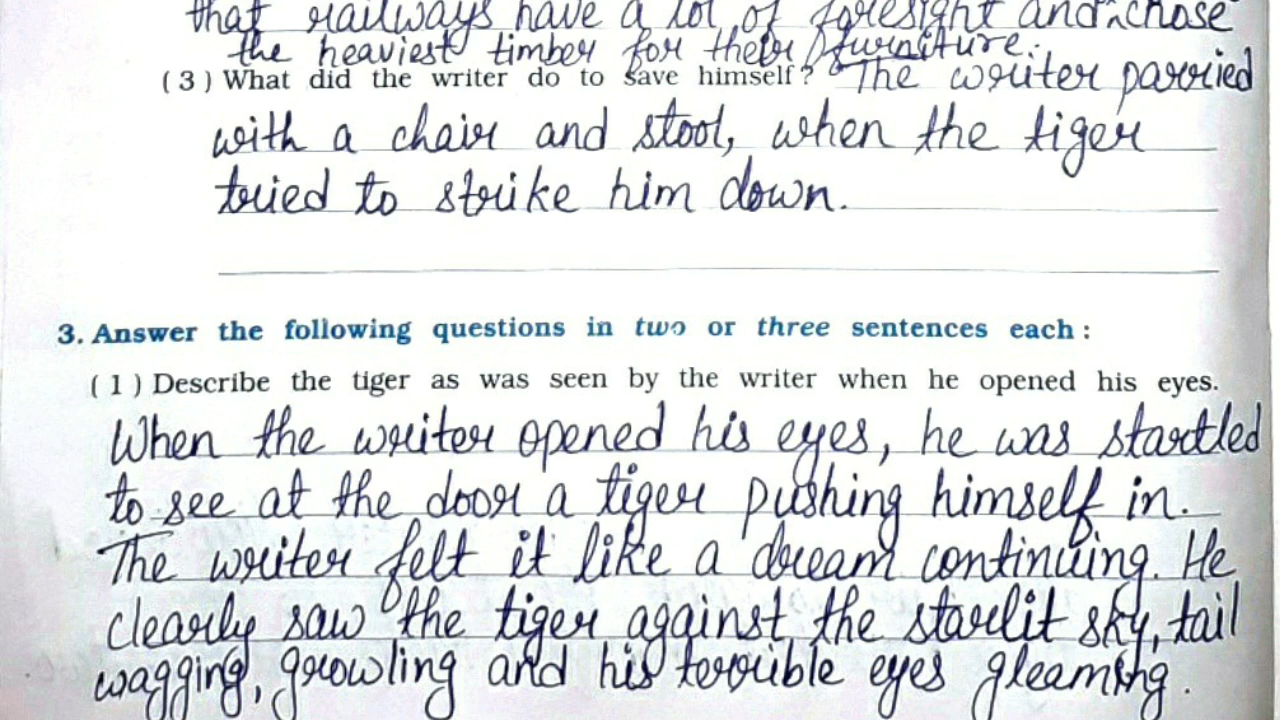 that railways have a lot of foresight and chose
the heaviest timber for their furniture.
(3) What did the writer do to save himself? The writer parried
with a chair and stool, when the tiger
tried to strike him down.
3. Answer the following questions in two or three sentences each:
(1) Describe the tiger as was seen by the writer when he opened his eyes.
When the writer opened his eyes, he was startled
to see at the door a tiger pushing himself in.
The writer felt it like a dream continuing. He
clearly saw the tiger against the starlit sky, tail
wagging, growling and his terrible eyes gleaming.